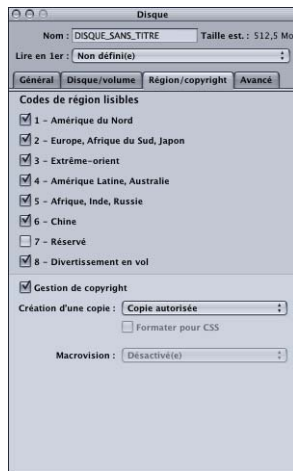 Disque
Nom : DISQUE_SANS_TITRE Taille est. : 512,5 Mo
Lire en 1er : Non défini(e)
Général Disque/volume Région/copyright Avancé
Codes de région lisibles
1 - Amérique du Nord
2 - Europe, Afrique du Sud, Japon
3 - Extrême-orient
4 - Amérique Latine, Australie
5 - Afrique, Inde, Russie
6 - Chine
7 - Réservé
8 - Divertissement en vol
Gestion de copyright
Création d'une copie : Copie autorisée
Formater pour CSS
Macrovision : Désactivé(e)